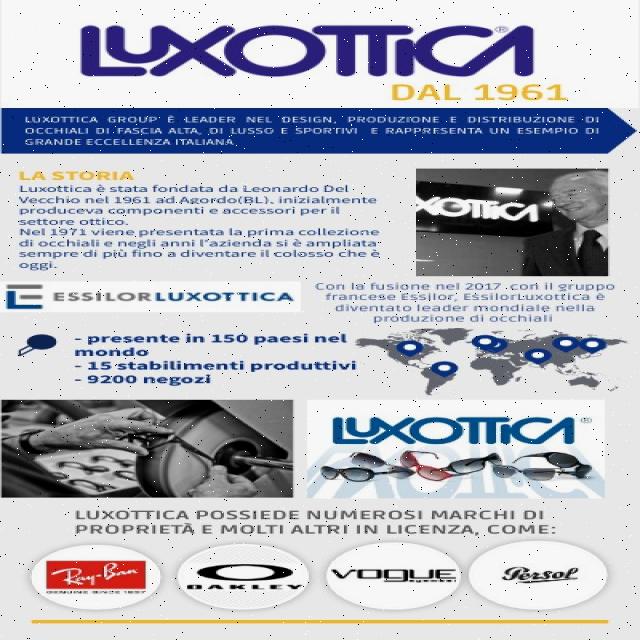 LUXOTTICA®
DAL 1961
LUXOTTICA GROUP È LEADER NEL DESIGN, PRODUZIONE E DISTRIBUZIONE DI
OCCHIALI DI FASCIA ALTA, DI LUSSO E SPORTIVI E RAPPRESENTA UN ESEMPIO DI
GRANDE ECCELLENZA ITALIANA.
LA STORIA
Luxottica è stata fondata da Leonardo Del
Vecchio nel 1961 ad Agordo(BL), inizialmente
produceva componenti e accessori per il
settore ottico.
Nel 1971 viene presentata la prima collezione
di occhiali e negli anni l'azienda si è ampliata
sempre di più fino a diventare il colosso che è
oggi.
XOTTICA
ESSILORLUXOTTICA
Con la fusione nel 2017 con il gruppo
francese Essilor, EssilorLuxottica è
diventato leader mondiale nella
produzione di occhiali
- presente in 150 paesi nel
mondo
- 15 stabilimenti produttivi
- 9200 negozi
LUXOTTICA®
LUXOTTICA POSSIEDE NUMEROSI MARCHI DI
PROPRIETÀ E MOLTI ALTRI IN LICENZA, COME:
Ray-Ban
GENUINE SINCE 1937
OAKLEY
VOGUE
eyewear
Persol